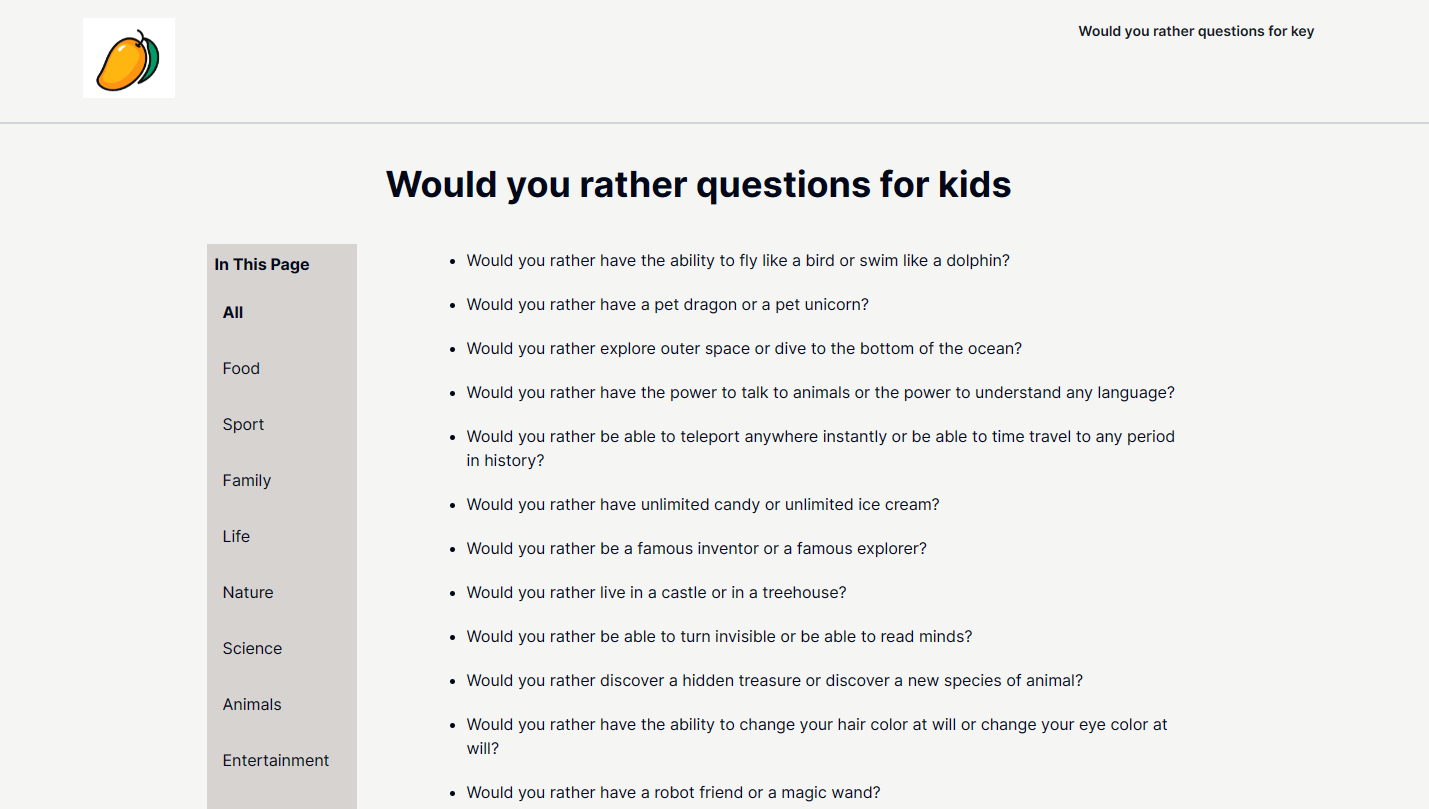 Would you rather questions for key
Would you rather questions for kids
In This Page
All
Food
Sport
Family
Life
Nature
Science
Animals
Entertainment
• Would you rather have the ability to fly like a bird or swim like a dolphin?
• Would you rather have a pet dragon or a pet unicorn?
• Would you rather explore outer space or dive to the bottom of the ocean?
• Would you rather have the power to talk to animals or the power to understand any language?
• Would you rather be able to teleport anywhere instantly or be able to time travel to any period
in history?
• Would you rather have unlimited candy or unlimited ice cream?
• Would you rather be a famous inventor or a famous explorer?
• Would you rather live in a castle or in a treehouse?
• Would you rather be able to turn invisible or be able to read minds?
• Would you rather discover a hidden treasure or discover a new species of animal?
• Would you rather have the ability to change your hair color at will or change your eye color at
will?
• Would you rather have a robot friend or a magic wand?